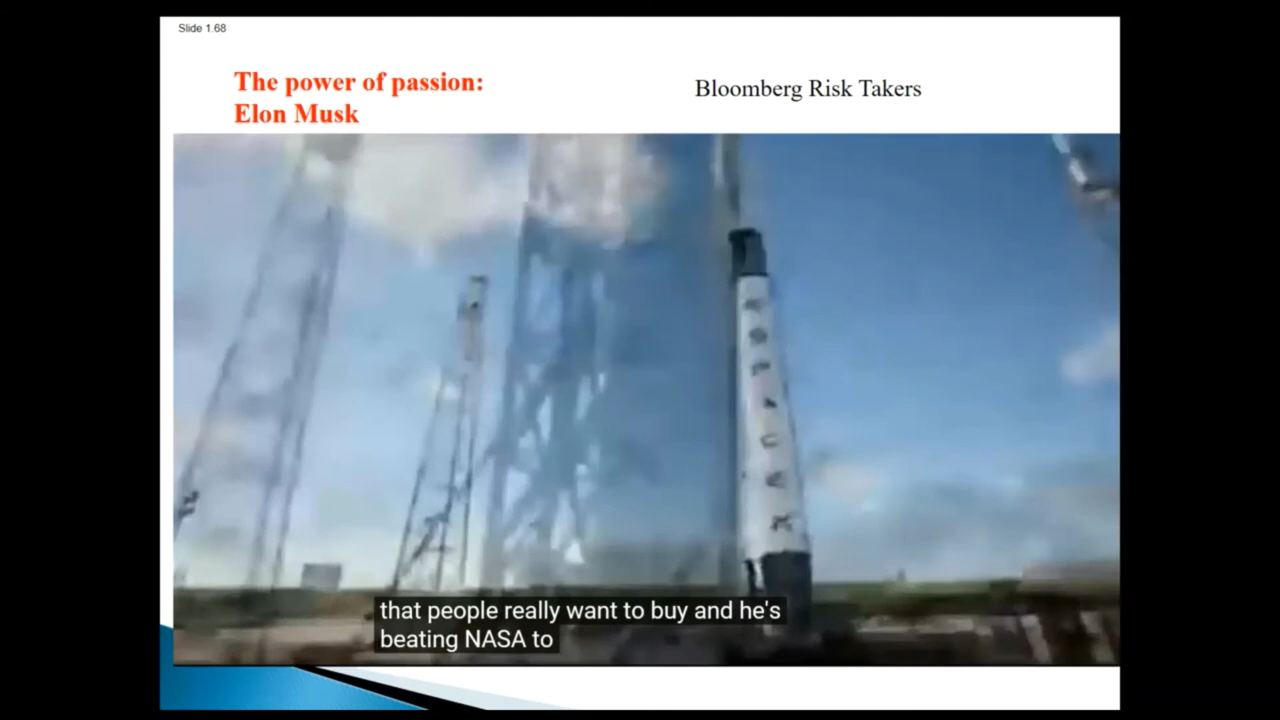 Slide 1.68
The power of passion:
Elon Musk
Bloomberg Risk Takers
SPACEX
that people really want to buy and he's
beating NASA to